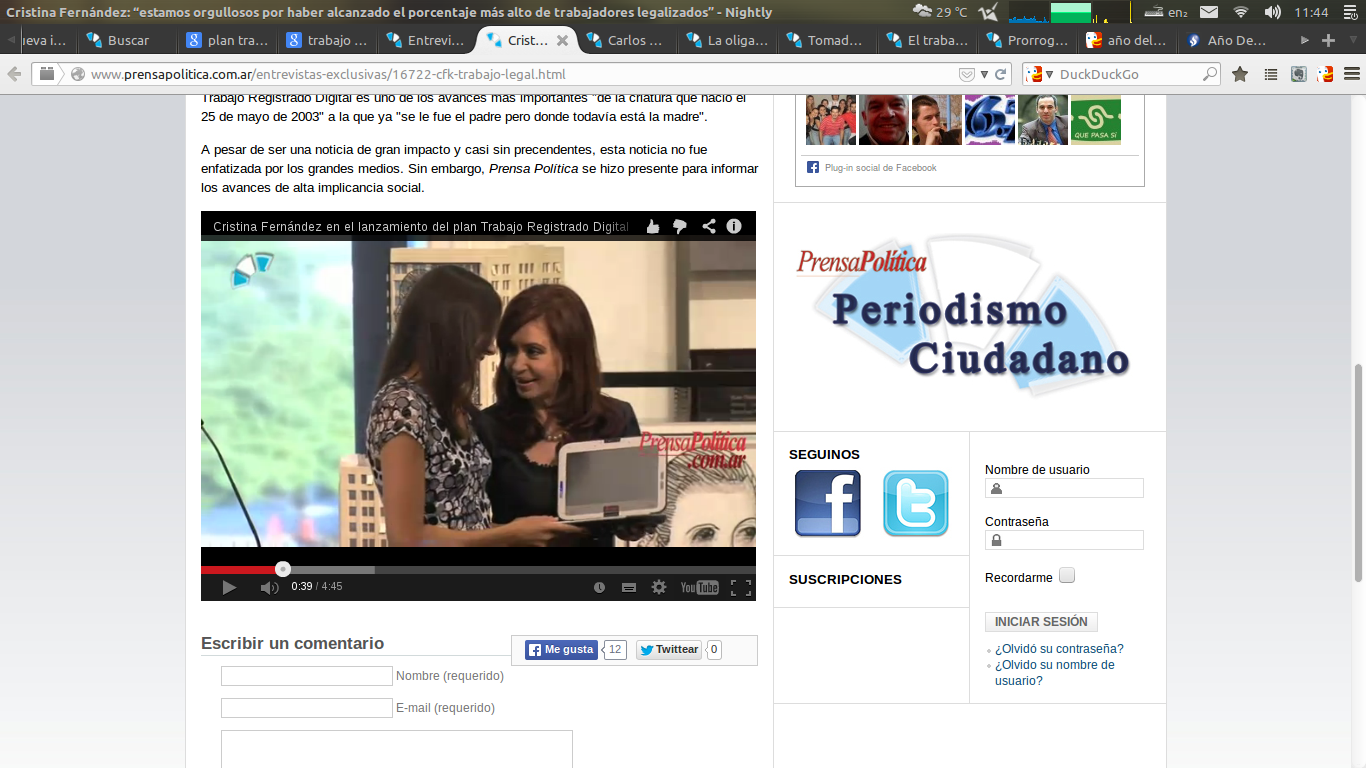 Cristina Fernández: “estamos orgullosos por haber alcanzado el porcentaje más alto de trabajadores legalizados” - Nightly
29 °C
en₂
11:44
ueva i…
Buscar
plan tra…
trabajo …
Entrevi…
Crist…
Carlos …
La oliga…
Tomad…
El traba…
Prorrog…
año del…
Año De…
www.prensapolitica.com.ar/entrevistas-exclusivas/16722-cfk-trabajo-legal.html
DuckDuckGo
Trabajo Registrado Digital es uno de los avances más importantes "de la criatura que nació el
25 de mayo de 2003" a la que ya "se le fue el padre pero donde todavía está la madre".
A pesar de ser una noticia de gran impacto y casi sin precendentes, esta noticia no fue
enfatizada por los grandes medios. Sin embargo, Prensa Política se hizo presente para informar
los avances de alta implicancia social.
Cristina Fernández en el lanzamiento del plan Trabajo Registrado Digital
PrensaPolítica
.com.ar
0:39 / 4:45
YouTube
Escribir un comentario
Me gusta
12
Twittear
0
Nombre (requerido)
E-mail (requerido)
QUE PASA SÍ
Plug-in social de Facebook
PrensaPolítica
Periodismo
Ciudadano
SEGUINOS
SUSCRIPCIONES
Nombre de usuario
Contraseña
Recordarme
INICIAR SESIÓN
¿Olvidó su contraseña?
¿Olvido su nombre de
usuario?